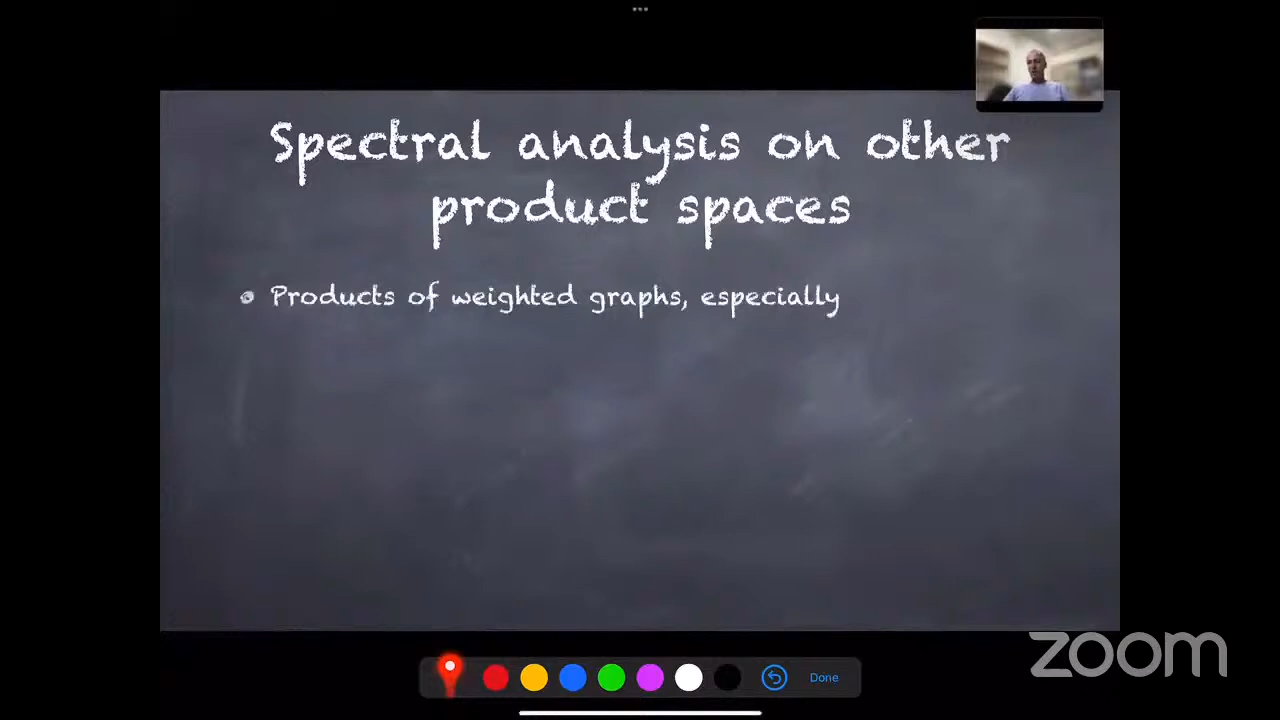 Spectral analysis on other
product spaces
Products of weighted graphs, especially
zoom
Done